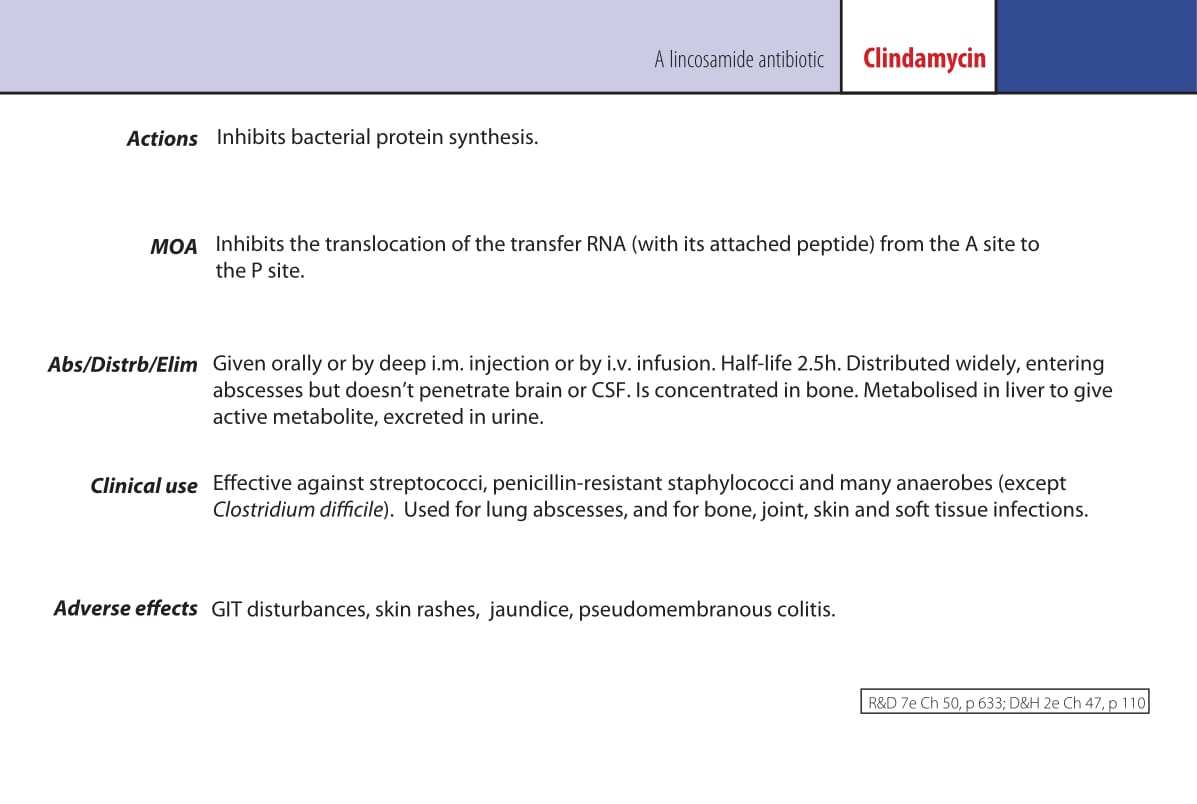 A lincosamide antibiotic Clindamycin
Actions Inhibits bacterial protein synthesis.
MOA Inhibits the translocation of the transfer RNA (with its attached peptide) from the A site to
the P site.
Abs/Distrb/Elim Given orally or by deep i.m. injection or by i.v. infusion. Half-life 2.5h. Distributed widely, entering
abscesses but doesn’t penetrate brain or CSF. Is concentrated in bone. Metabolised in liver to give
active metabolite, excreted in urine.
Clinical use Effective against streptococci, penicillin-resistant staphylococci and many anaerobes (except
Clostridium difficile).  Used for lung abscesses, and for bone, joint, skin and soft tissue infections.
Adverse effects GIT disturbances, skin rashes,  jaundice, pseudomembranous colitis.
R&D 7e Ch 50, p 633; D&H 2e Ch 47, p 110